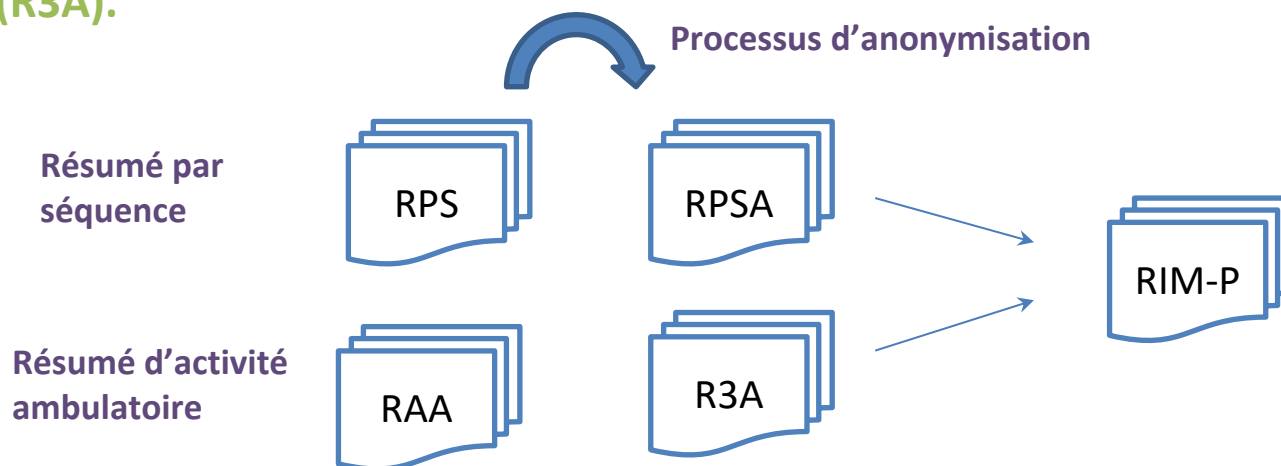 (R3A).
Processus d’anonymisation
Résumé par
séquence
RPS
RPSA
RIM-P
Résumé d’activité
ambulatoire
RAA
R3A